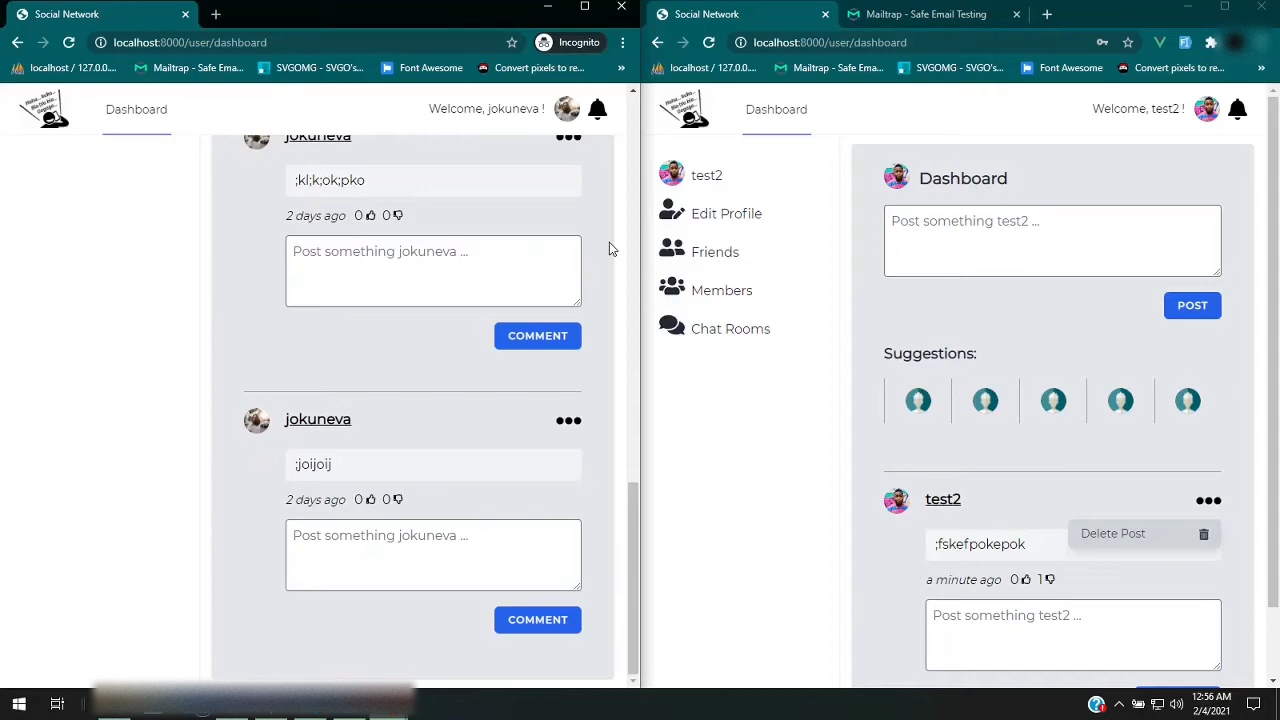 Social Network
localhost:8000/user/dashboard
Incognito
localhost / 127.0.0....
Mailtrap - Safe Ema...
SVGOMG - SVGO's...
Font Awesome
Convert pixels to re...
»
Dashboard
Welcome, jokuneva !
jokuneva
;kl;k;ok;pko
2 days ago 0 0
Post something jokuneva ...
COMMENT
jokuneva
;joijoij
2 days ago 0 0
Post something jokuneva ...
COMMENT
Social Network
Mailtrap - Safe Email Testing
localhost:8000/user/dashboard
localhost / 127.0.0....
Mailtrap - Safe Ema...
SVGOMG - SVGO's...
Font Awesome
Convert pixels to re...
»
Dashboard
Welcome, test2 !
test2
Edit Profile
Friends
Members
Chat Rooms
Dashboard
Post something test2 ...
POST
Suggestions:
test2
;fskefpokepok
Delete Post
a minute ago 0 1
Post something test2 ...
12:56 AM
2/4/2021